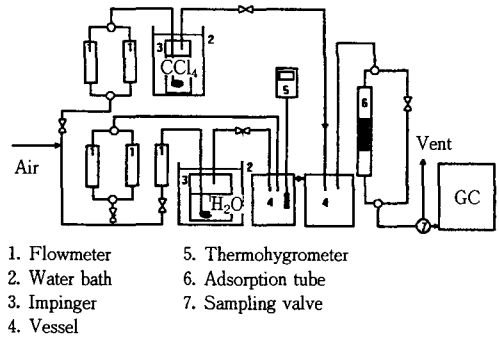 1 1 3 2
CCl4
5
6
Air
1 1 1 3 2
H2O
4 4
Vent
GC
7
1. Flowmeter
2. Water bath
3. Impinger
4. Vessel
5. Thermohygrometer
6. Adsorption tube
7. Sampling valve